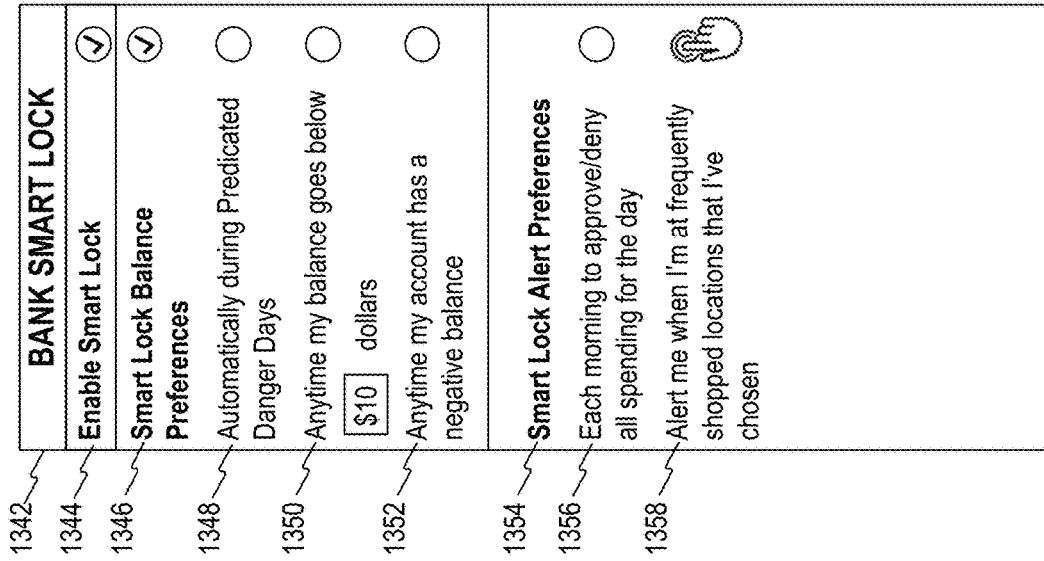 1342
BANK SMART LOCK
1344
Enable Smart Lock
1346
Smart Lock Balance
Preferences
1348
Automatically during Predicated
Danger Days
1350
Anytime my balance goes below
$10 dollars
1352
Anytime my account has a
negative balance
1354
Smart Lock Alert Preferences
1356
Each morning to approve/deny
all spending for the day
1358
Alert me when I'm at frequently
shopped locations that I've
chosen